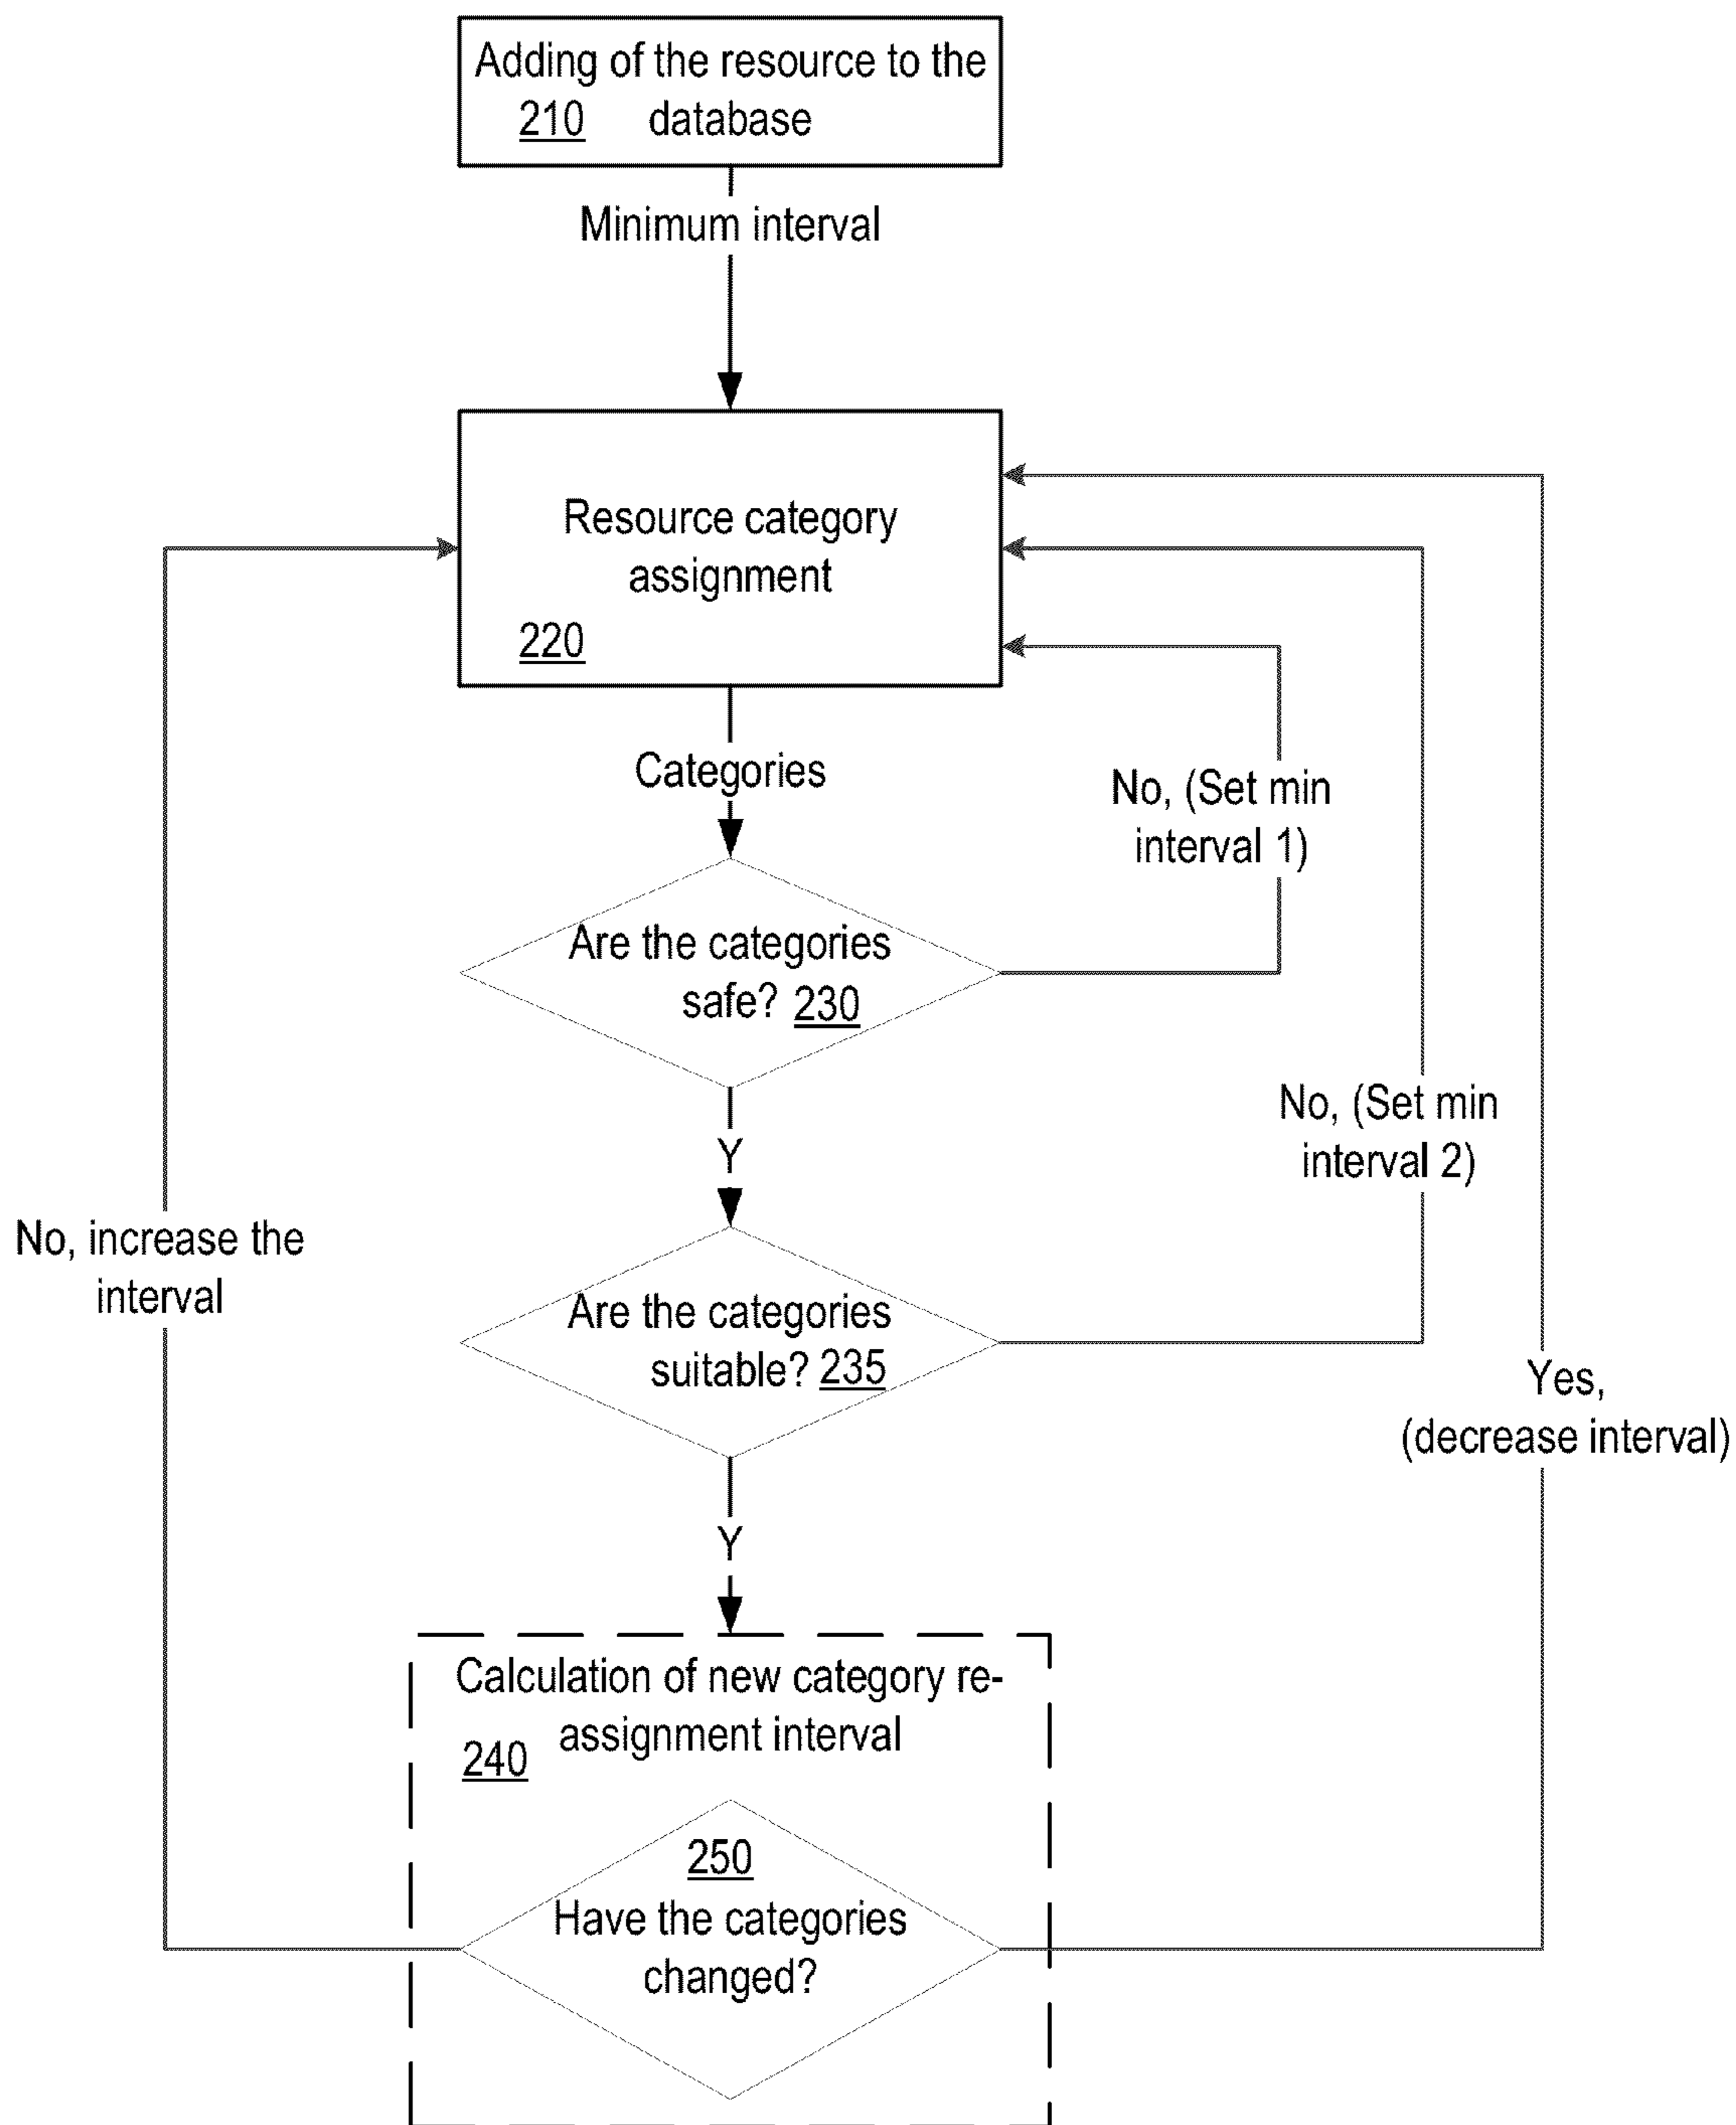 Adding of the resource to the
210 database
Minimum interval
Resource category
assignment
220
Categories
No, (Set min
interval 1)
Are the categories
safe? 230
No, (Set min
interval 2)
Y
No, increase the
interval
Are the categories
suitable? 235
Yes,
(decrease interval)
Y
Calculation of new category re-
assignment interval
240
250
Have the categories
changed?